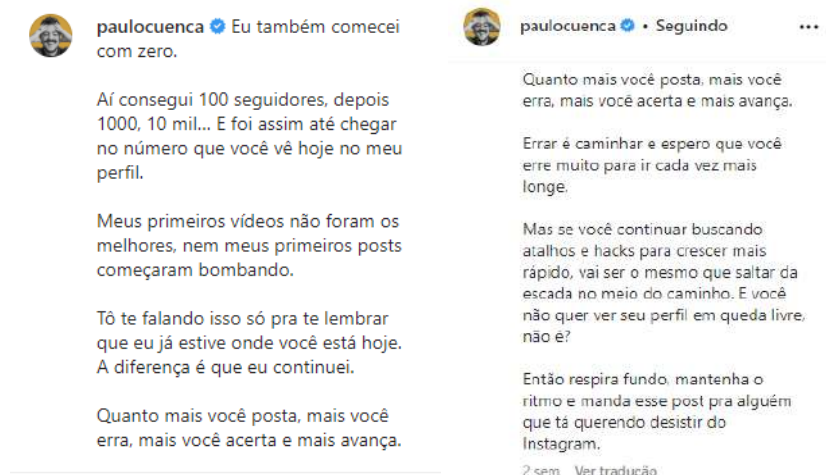 paulocuenca Eu também comecei
com zero.
Aí consegui 100 seguidores, depois
1000, 10 mil... E foi assim até chegar
no número que você vê hoje no meu
perfil.
Meus primeiros vídeos não foram os
melhores, nem meus primeiros posts
começaram bombando.
Tô te falando isso só pra te lembrar
que eu já estive onde você está hoje.
A diferença é que eu continuei.
Quanto mais você posta, mais você
erra, mais você acerta e mais avança.
paulocuenca • Seguindo
Quanto mais você posta, mais você
erra, mais você acerta e mais avança.
Errar é caminhar e espero que você
erre muito para ir cada vez mais
longe.
Mas se você continuar buscando
atalhos e hacks para crescer mais
rápido, vai ser o mesmo que saltar da
escada no meio do caminho. E você
não quer ver seu perfil em queda livre,
não é?
Então respira fundo, mantenha o
ritmo e manda esse post pra alguém
que tá querendo desistir do
Instagram.
2 sem Ver tradução